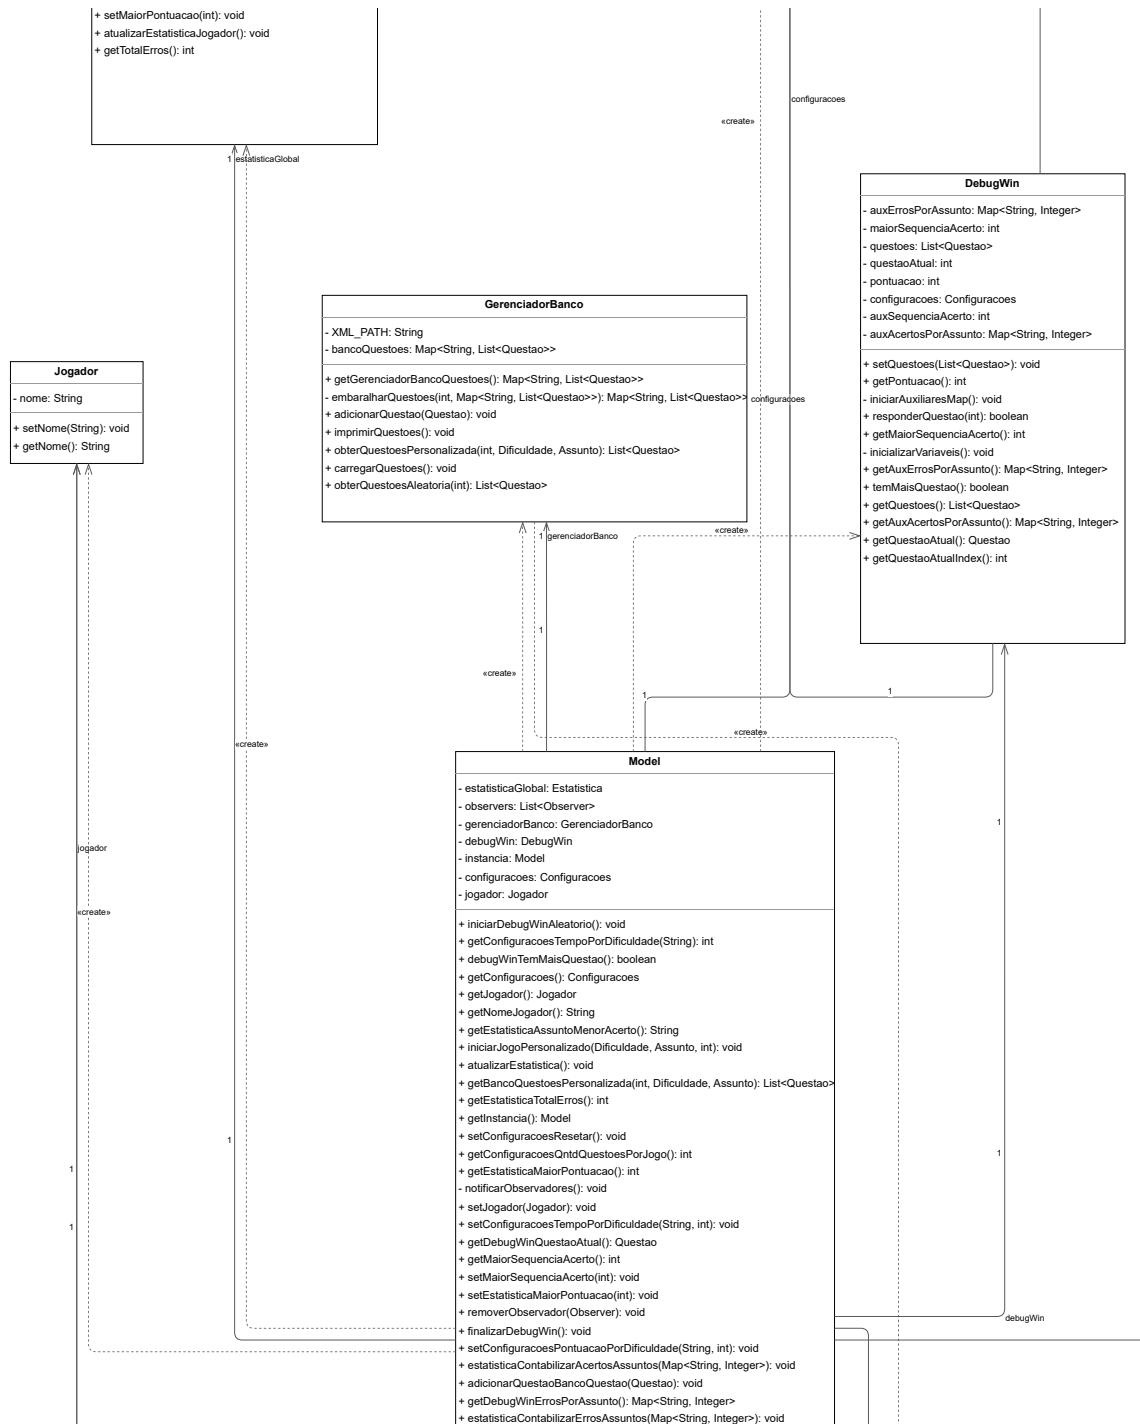 + setMaiorPontuacao(int): void
+ atualizarEstatisticaJogador(): void
+ getTotalErros(): int
configuracoes
«create»
1 estatisticaGlobal
DebugWin
- auxErrosPorAssunto: Map<String, Integer>
- maiorSequenciaAcerto: int
- questoes: List<Questao>
- questaoAtual: int
- pontuacao: int
- configuracoes: Configuracoes
- auxSequenciaAcerto: int
- auxAcertosPorAssunto: Map<String, Integer>
+ setQuestoes(List<Questao>): void
+ getPontuacao(): int
- iniciarAuxiliaresMap(): void
+ responderQuestao(int): boolean
+ getMaiorSequenciaAcerto(): int
- inicializarVariaveis(): void
+ getAuxErrosPorAssunto(): Map<String, Integer>
+ temMaisQuestao(): boolean
+ getQuestoes(): List<Questao>
+ getAuxAcertosPorAssunto(): Map<String, Integer>
+ getQuestaoAtual(): Questao
+ getQuestaoAtualIndex(): int
GerenciadorBanco
- XML_PATH: String
- bancoQuestoes: Map<String, List<Questao>>
+ getGerenciadorBancoQuestoes(): Map<String, List<Questao>>
- embaralharQuestoes(int, Map<String, List<Questao>>): Map<String, List<Questao>>
+ adicionarQuestao(Questao): void
+ imprimirQuestoes(): void
+ obterQuestoesPersonalizada(int, Dificuldade, Assunto): List<Questao>
+ carregarQuestoes(): void
+ obterQuestoesAleatoria(int): List<Questao>
configuracoes
Jogador
- nome: String
+ setNome(String): void
+ getNome(): String
«create»
1 gerenciadorBanco
1
«create»
1
1
«create»
«create»
Model
- estatisticaGlobal: Estatistica
- observers: List<Observer>
- gerenciadorBanco: GerenciadorBanco
- debugWin: DebugWin
- instancia: Model
- configuracoes: Configuracoes
- jogador: Jogador
+ iniciarDebugWinAleatorio(): void
+ getConfiguracoesTempoPorDificuldade(String): int
+ debugWinTemMaisQuestao(): boolean
+ getConfiguracoes(): Configuracoes
+ getJogador(): Jogador
+ getNomeJogador(): String
+ getEstatisticaAssuntoMenorAcerto(): String
+ iniciarJogoPersonalizado(Dificuldade, Assunto, int): void
+ atualizarEstatistica(): void
+ getBancoQuestoesPersonalizada(int, Dificuldade, Assunto): List<Questao>
+ getEstatisticaTotalErros(): int
+ getInstancia(): Model
+ setConfiguracoesResetar(): void
+ getConfiguracoesQntdQuestoesPorJogo(): int
+ getEstatisticaMaiorPontuacao(): int
- notificarObservadores(): void
+ setJogador(Jogador): void
+ setConfiguracoesTempoPorDificuldade(String, int): void
+ getDebugWinQuestaoAtual(): Questao
+ getMaiorSequenciaAcerto(): int
+ setMaiorSequenciaAcerto(int): void
+ setEstatisticaMaiorPontuacao(int): void
+ removerObservador(Observer): void
+ finalizarDebugWin(): void
+ setConfiguracoesPontuacaoPorDificuldade(String, int): void
+ estatisticaContabilizarAcertosAssuntos(Map<String, Integer>): void
+ adicionarQuestaoBancoQuestao(Questao): void
+ getDebugWinErrosPorAssunto(): Map<String, Integer>
+ estatisticaContabilizarErrosAssuntos(Map<String, Integer>): void
1
jogador
«create»
1
1
1
1
debugWin